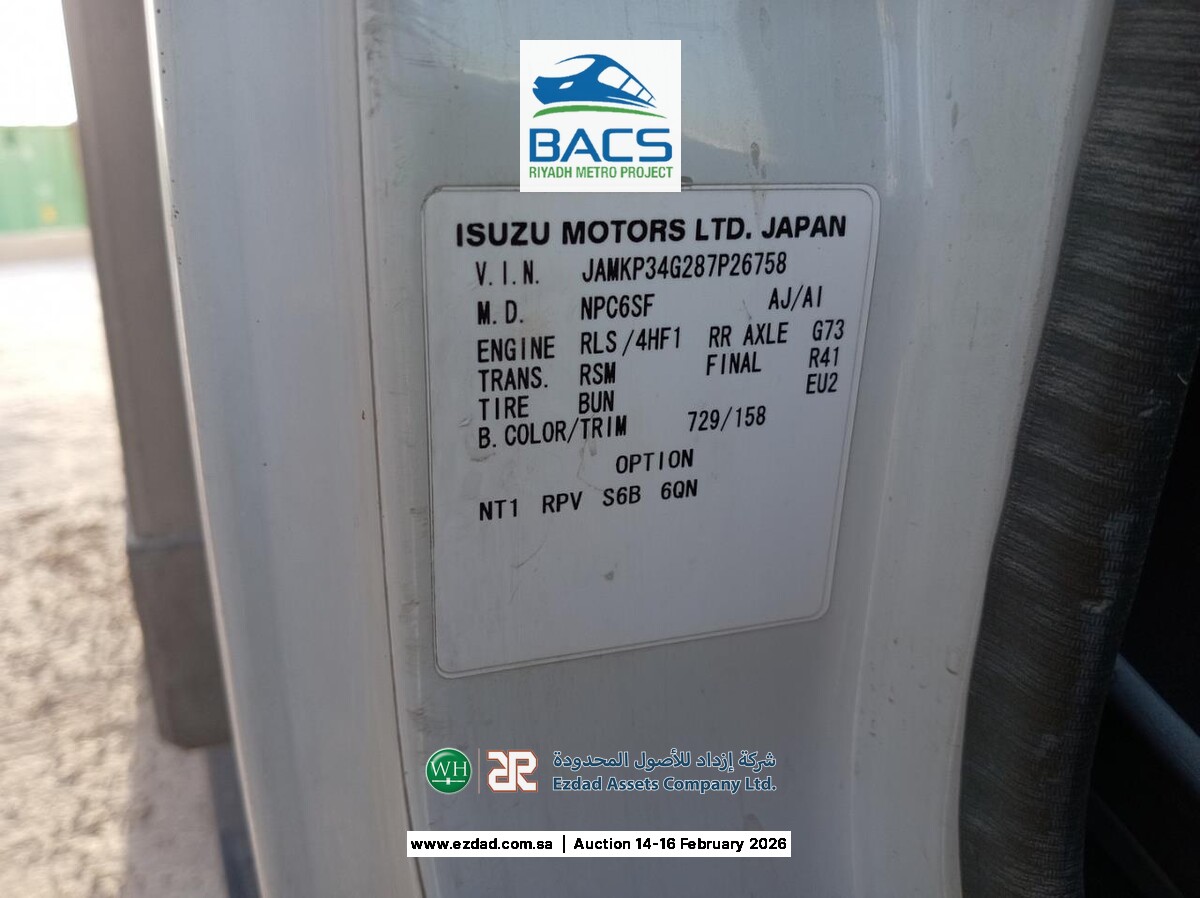 BACS
RIYADH METRO PROJECT
ISUZU MOTORS LTD. JAPAN
V.I.N. JAMKP34G287P26758
M.D. NPC6SF AJ/AI
ENGINE RLS/4HF1 RR AXLE G73
TRANS. RSM FINAL R41
TIRE BUN EU2
B.COLOR/TRIM 729/158
OPTION
NT1 RPV S6B 6QN
WH
شركة إزداد للأصول المحدودة
Ezdad Assets Company Ltd.
www.ezdad.com.sa | Auction 14-16 February 2026